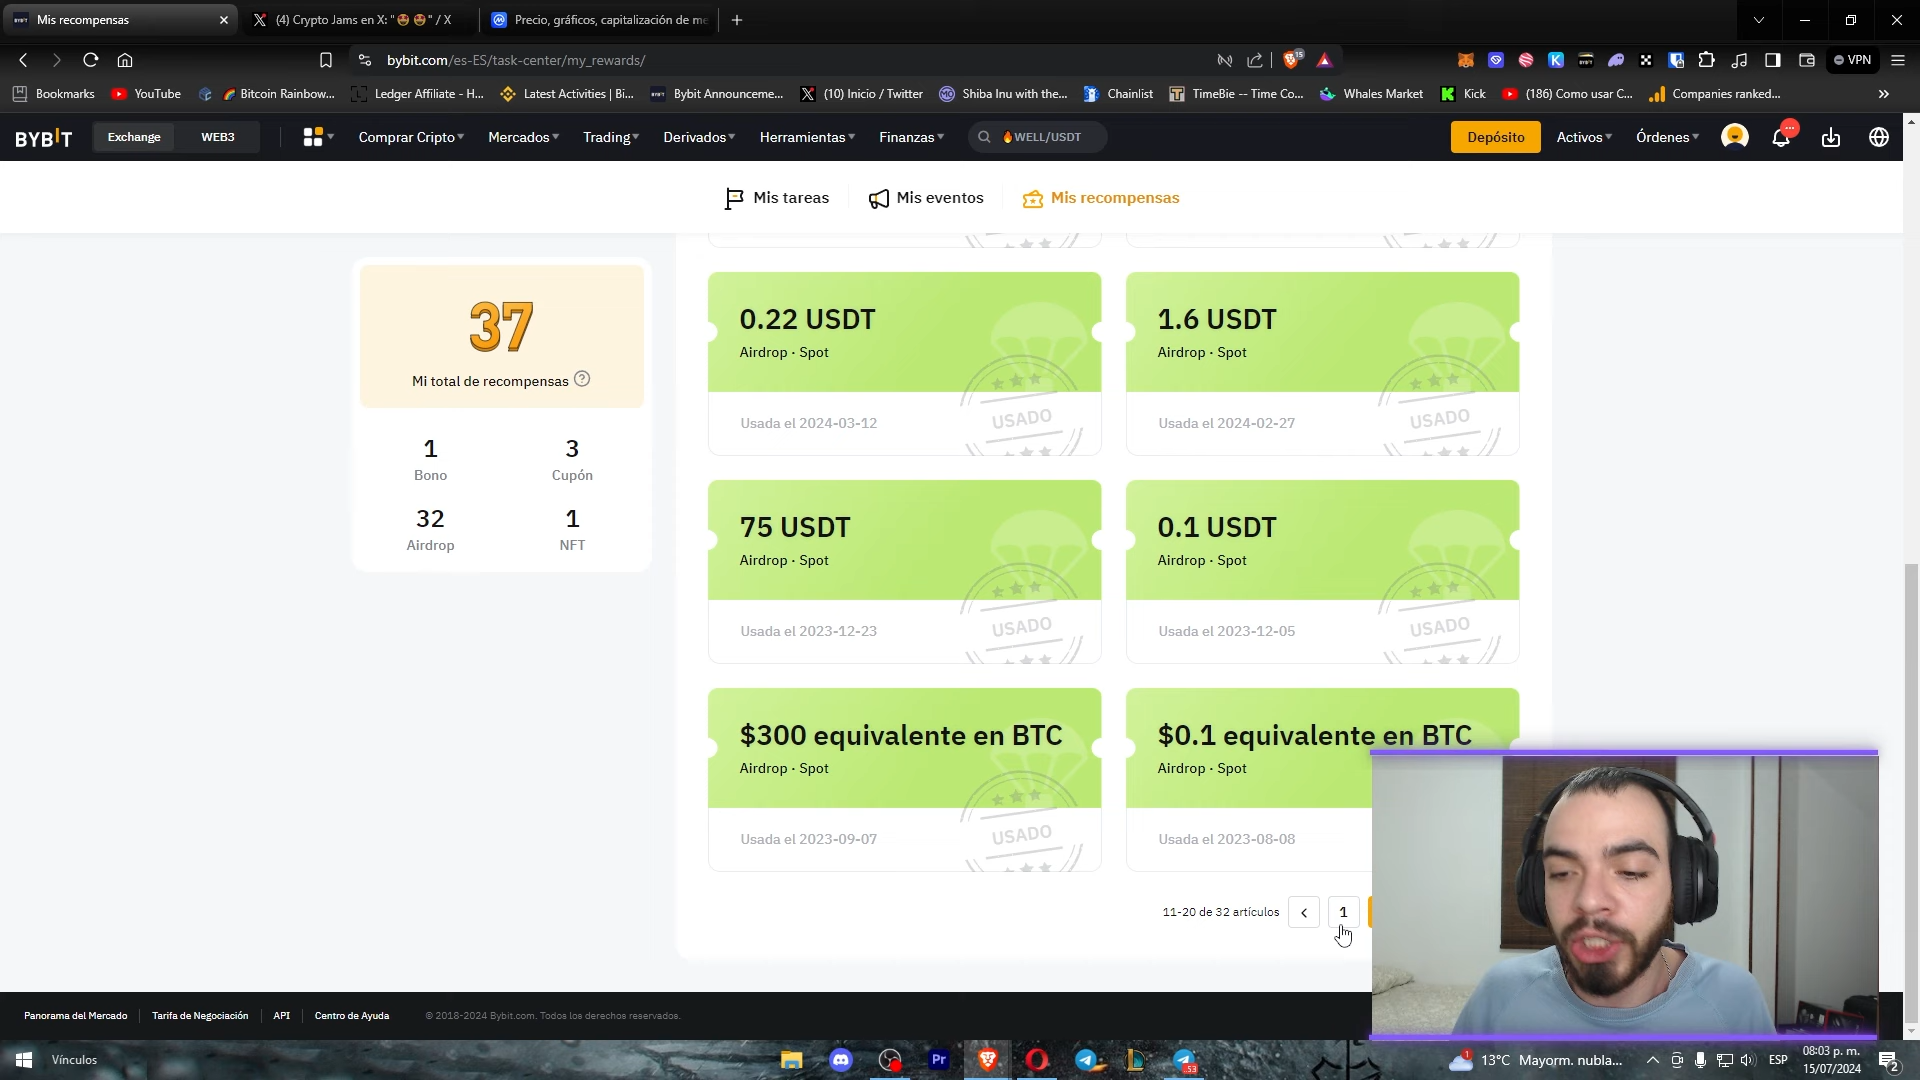 Mis recompensas
(4) Crypto Jams en X: "🤩 🤩" / X
Precio, gráficos, capitalización de me
bybit.com/es-ES/task-center/my_rewards/
15
VPN
Bookmarks
YouTube
Bitcoin Rainbow...
Ledger Affiliate - H...
Latest Activities | Bi...
Bybit Announceme...
(10) Inicio / Twitter
Shiba Inu with the...
Chainlist
TimeBie -- Time Co...
Whales Market
Kick
(186) Como usar C...
Companies ranked...
BYBIT
Exchange
WEB3
Comprar Cripto
Mercados
Trading
Derivados
Herramientas
Finanzas
🔥WELL/USDT
Depósito
Activos
Órdenes
Mis tareas
Mis eventos
Mis recompensas
37
Mi total de recompensas
1
Bono
3
Cupón
32
Airdrop
1
NFT
0.22 USDT
Airdrop · Spot
Usada el 2024-03-12
USADO
1.6 USDT
Airdrop · Spot
Usada el 2024-02-27
USADO
75 USDT
Airdrop · Spot
Usada el 2023-12-23
USADO
0.1 USDT
Airdrop · Spot
Usada el 2023-12-05
USADO
$300 equivalente en BTC
Airdrop · Spot
Usada el 2023-09-07
USADO
$0.1 equivalente en BTC
Airdrop · Spot
Usada el 2023-08-08
11-20 de 32 artículos
1
Panorama del Mercado
Tarifa de Negociación
API
Centro de Ayuda
© 2018-2024 Bybit.com. Todos los derechos reservados.
Vínculos
Pr
53
1
13°C Mayorm. nubla...
ESP
08:03 p. m.
15/07/2024
2